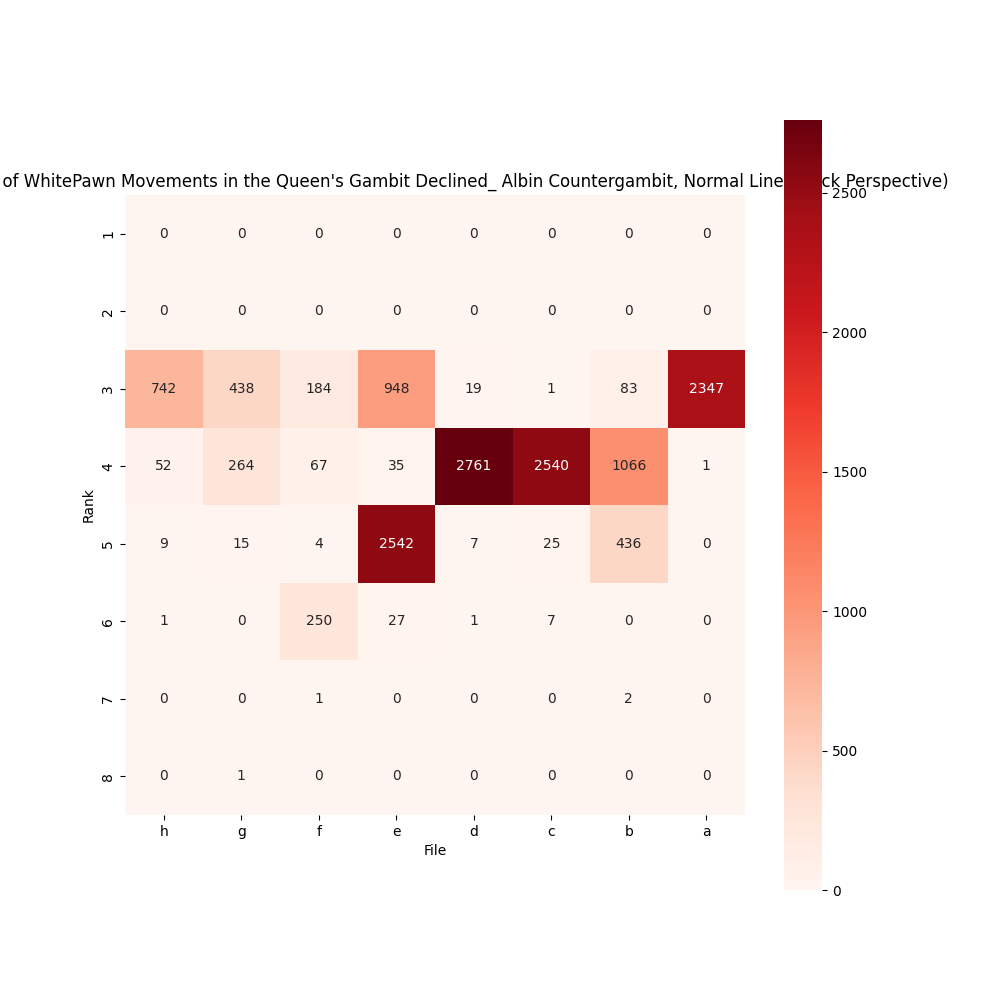 of WhitePawn Movements in the Queen's Gambit Declined_ Albin Countergambit, Normal Line Perspective)
2500
1 0 0 0 0 0 0 0 0
2 0 0 0 0 0 0 0 0
2000
3 742 438 184 948 19 1 83 2347
4 52 264 67 35 2761 2540 1066 1
1500
Rank
5 9 15 4 2542 7 25 436 0
1000
6 1 0 250 27 1 7 0 0
7 0 0 1 0 0 0 2 0
500
8 0 1 0 0 0 0 0 0
h g f e d c b a
File
0